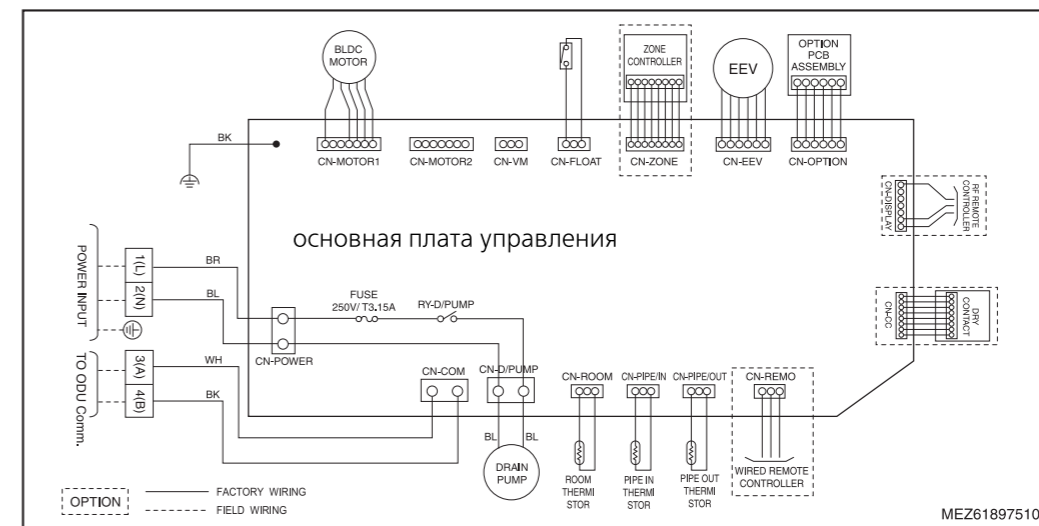 BLDC
MOTOR
ZONE
CONTROLLER
EEV
OPTION
PCB
ASSEMBLY
BK
CN-MOTOR1
CN-MOTOR2
CN-VM
CN-FLOAT
CN-ZONE
CN-EEV
CN-OPTION
CN-DISPLAY
RF REMOTE
CONTROLLER
основная плата управления
POWER INPUT
1(L)
2(N)
BR
BL
FUSE
250V/ T3.15A
RY-D/PUMP
CN-CC
DRY
CONTACT
CN-POWER
TO ODU Comm.
3(A)
4(B)
WH
BK
CN-COM
CN-D/PUMP
CN-ROOM
CN-PIPE/IN
CN-PIPE/OUT
CN-REMO
BL
BL
DRAIN
PUMP
ROOM
THERMI
STOR
PIPE IN
THERMI
STOR
PIPE OUT
THERMI
STOR
WIRED REMOTE
CONTROLLER
OPTION
FACTORY WIRING
FIELD WIRING
MEZ61897510